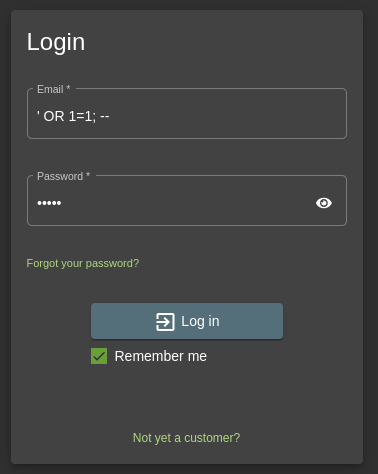 Login
Email *
' OR 1=1; --
Password *
•••••
Forgot your password?
Log in
Remember me
Not yet a customer?